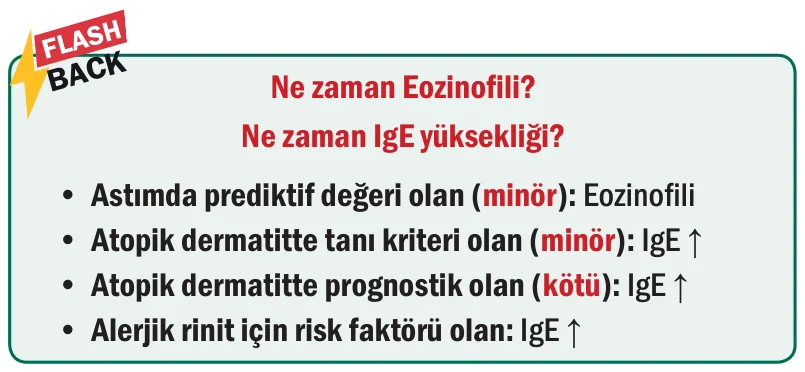 FLASH
BACK
Ne zaman Eozinofili?
Ne zaman IgE yüksekliği?
• Astımda prediktif değeri olan (minör): Eozinofili
• Atopik dermatitte tanı kriteri olan (minör): IgE ↑
• Atopik dermatitte prognostik olan (kötü): IgE ↑
• Alerjik rinit için risk faktörü olan: IgE ↑